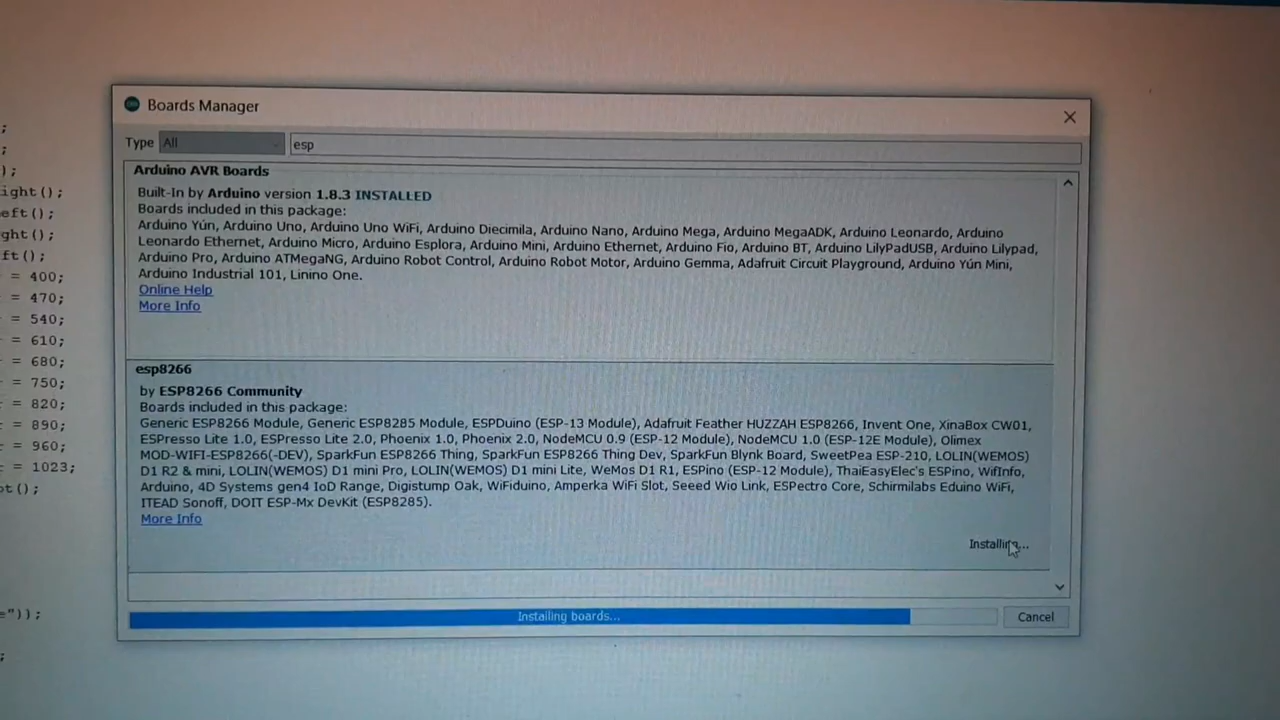 Boards Manager
Type All esp
Arduino AVR Boards
Built-In by Arduino version 1.8.3 INSTALLED
Boards included in this package:
Arduino Yún, Arduino Uno, Arduino Uno WiFi, Arduino Diecimila, Arduino Nano, Arduino Mega, Arduino MegaADK, Arduino Leonardo, Arduino
Leonardo Ethernet, Arduino Micro, Arduino Esplora, Arduino Mini, Arduino Ethernet, Arduino Fio, Arduino BT, Arduino LilyPadUSB, Arduino Lilypad,
Arduino Pro, Arduino ATMegaNG, Arduino Robot Control, Arduino Robot Motor, Arduino Gemma, Adafruit Circuit Playground, Arduino Yún Mini,
Arduino Industrial 101, Linino One.
Online Help
More Info
esp8266
by ESP8266 Community
Boards included in this package:
Generic ESP8266 Module, Generic ESP8285 Module, ESPDuino (ESP-13 Module), Adafruit Feather HUZZAH ESP8266, Invent One, XinaBox CW01,
ESPresso Lite 1.0, ESPresso Lite 2.0, Phoenix 1.0, Phoenix 2.0, NodeMCU 0.9 (ESP-12 Module), NodeMCU 1.0 (ESP-12E Module), Olimex
MOD-WIFI-ESP8266(-DEV), SparkFun ESP8266 Thing, SparkFun ESP8266 Thing Dev, SparkFun Blynk Board, SweetPea ESP-210, LOLIN(WEMOS)
D1 R2 & mini, LOLIN(WEMOS) D1 mini Pro, LOLIN(WEMOS) D1 mini Lite, WeMos D1 R1, ESPino (ESP-12 Module), ThaiEasyElec's ESPino, WifInfo,
Arduino, 4D Systems gen4 IoD Range, Digistump Oak, WiFiduino, Amperka WiFi Slot, Seeed Wio Link, ESPectro Core, Schirmilabs Eduino WiFi,
ITEAD Sonoff, DOIT ESP-Mx DevKit (ESP8285).
More Info
Installing...
Installing boards...
Cancel
;
;
);
ight();
eft();
ght();
ft();
= 400;
= 470;
= 540;
= 610;
= 680;
= 750;
= 820;
= 890;
= 960;
= 1023;
ot();
="));
;